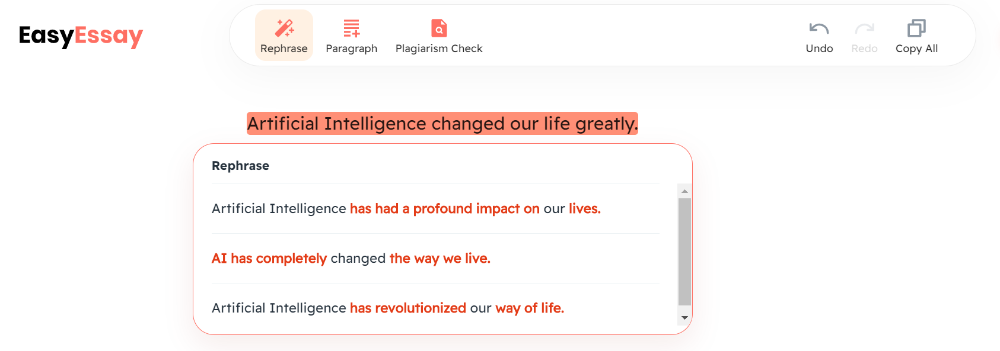 EasyEssay
Rephrase
Paragraph
Plagiarism Check
Undo
Redo
Copy All
Artificial Intelligence changed our life greatly.
Rephrase
Artificial Intelligence has had a profound impact on our lives.
AI has completely changed the way we live.
Artificial Intelligence has revolutionized our way of life.